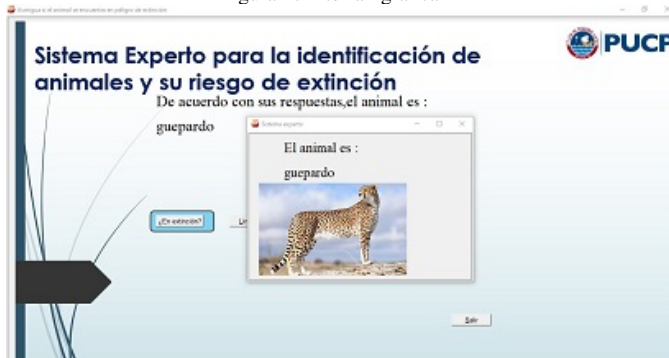 Sistema Experto para la identificación de
animales y su riesgo de extinción
PUCP
De acuerdo con sus respuestas,el animal es :
guepardo
Sistema experto
El animal es :
guepardo
¿En extinción?
Salir